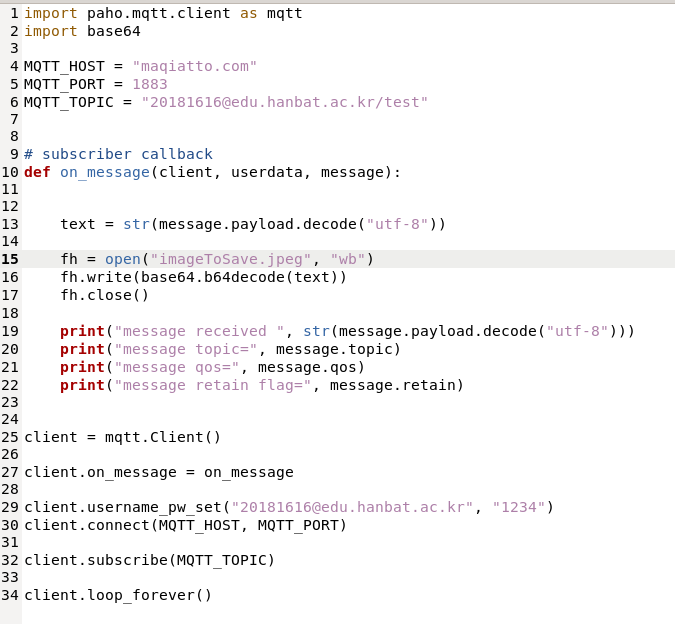 1 import paho.mqtt.client as mqtt
2 import base64
3
4 MQTT_HOST = "maqiatto.com"
5 MQTT_PORT = 1883
6 MQTT_TOPIC = "20181616@edu.hanbat.ac.kr/test"
7
8
9 # subscriber callback
10 def on_message(client, userdata, message):
11
12
13     text = str(message.payload.decode("utf-8"))
14
15     fh = open("imageToSave.jpeg", "wb")
16     fh.write(base64.b64decode(text))
17     fh.close()
18
19     print("message received ", str(message.payload.decode("utf-8")))
20     print("message topic=", message.topic)
21     print("message qos=", message.qos)
22     print("message retain flag=", message.retain)
23
24
25 client = mqtt.Client()
26
27 client.on_message = on_message
28
29 client.username_pw_set("20181616@edu.hanbat.ac.kr", "1234")
30 client.connect(MQTT_HOST, MQTT_PORT)
31
32 client.subscribe(MQTT_TOPIC)
33
34 client.loop_forever()